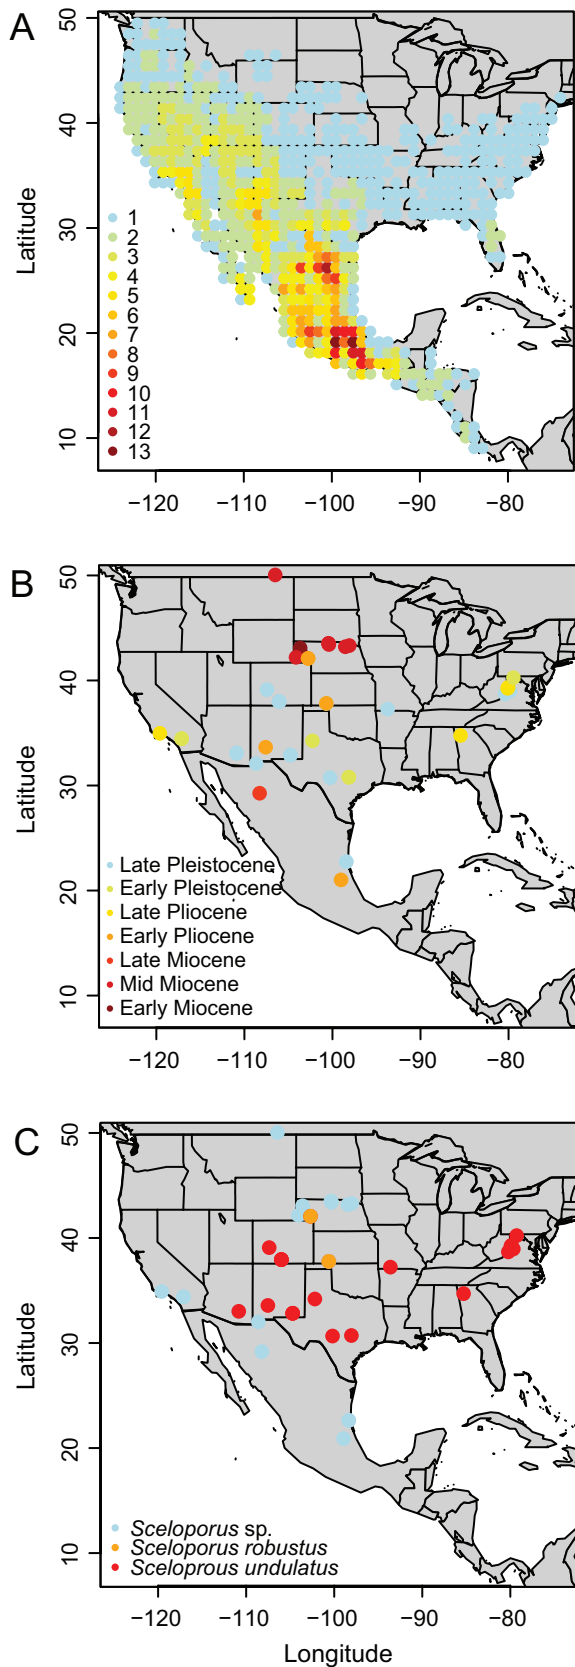 A
50
40
30
20
10
Latitude
1
2
3
4
5
6
7
8
9
10
11
12
13
−120 −110 −100 −90 −80
B
50
40
30
20
10
Latitude
Late Pleistocene
Early Pleistocene
Late Pliocene
Early Pliocene
Late Miocene
Mid Miocene
Early Miocene
−120 −110 −100 −90 −80
C
50
40
30
20
10
Latitude
Sceloporus sp.
Sceloporus robustus
Sceloprous undulatus
−120 −110 −100 −90 −80
Longitude